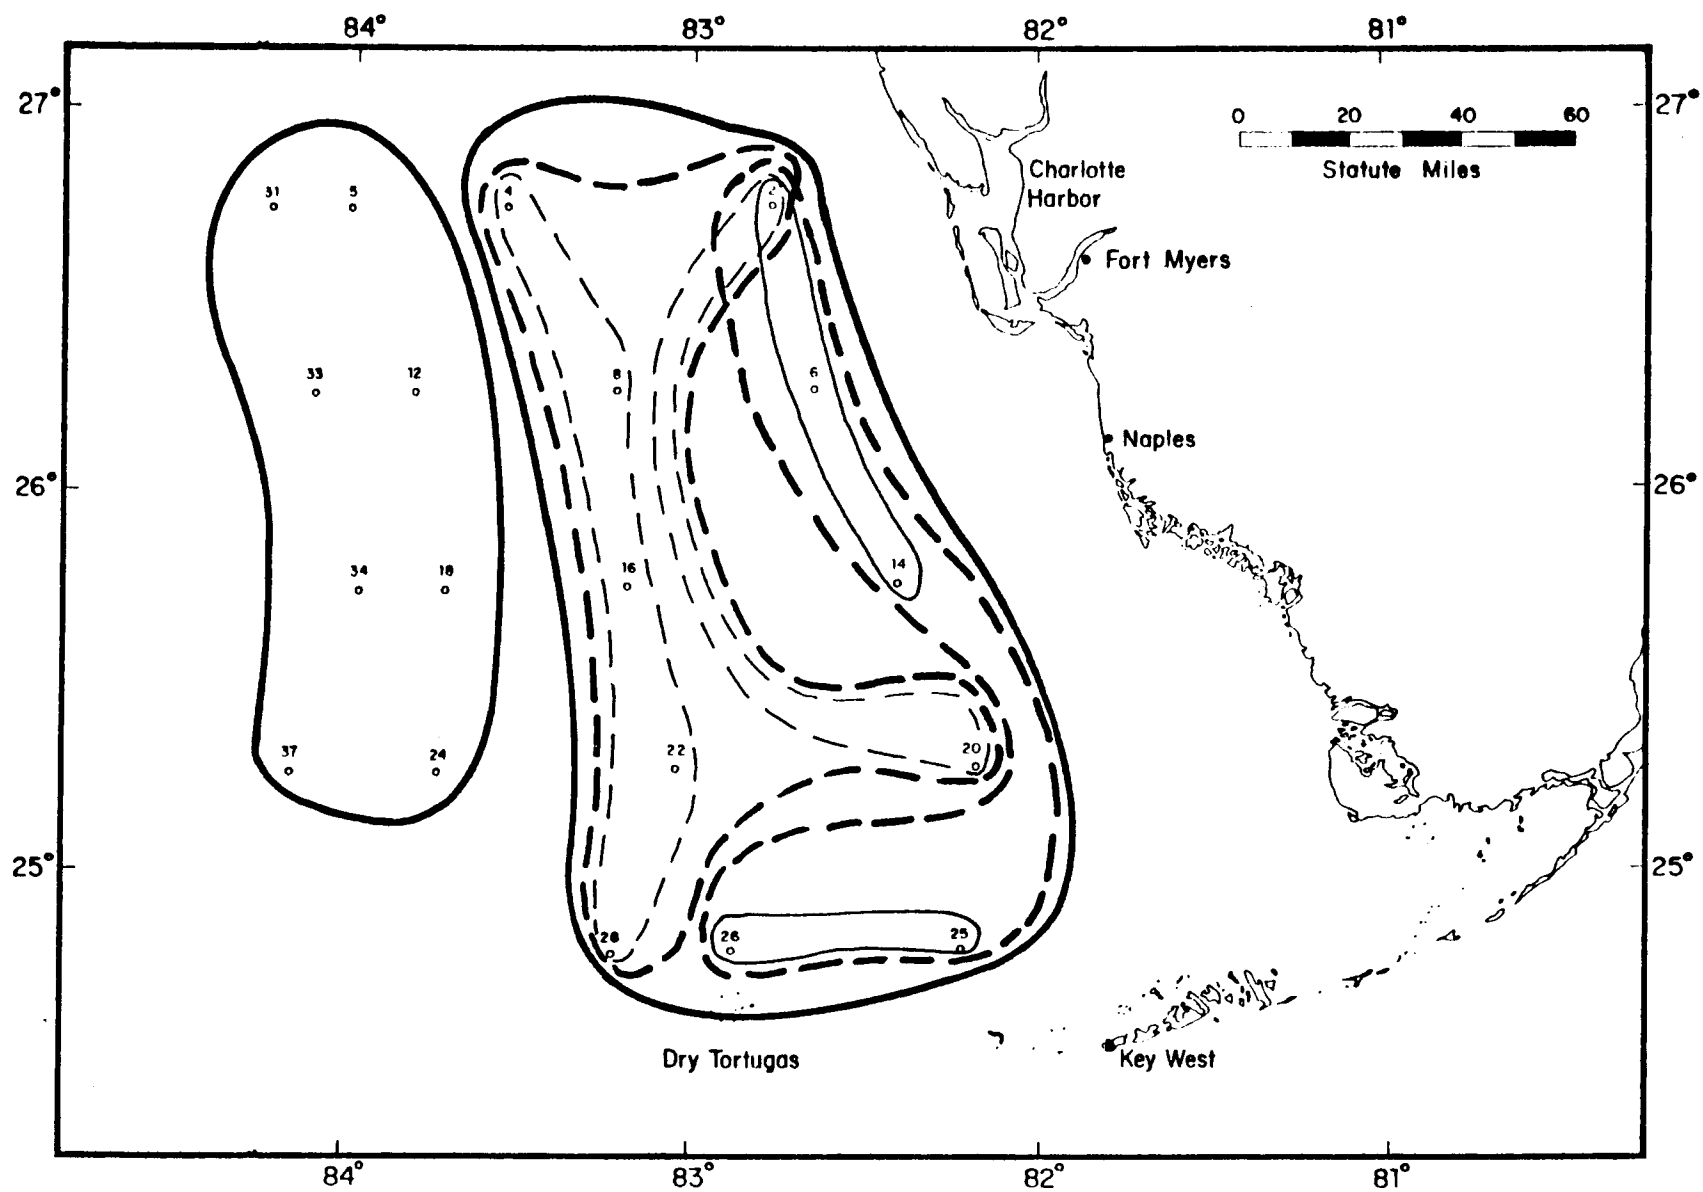 84° 83° 82° 81°
27° 27°
0 20 40 60
Statute Miles
Charlotte
Harbor
31 5 4 2
Fort Myers
33 12 8 6
Naples
26° 26°
34 18 16 14
37 24 22 20
25° 25°
28 26 25
Dry Tortugas Key West
84° 83° 82° 81°